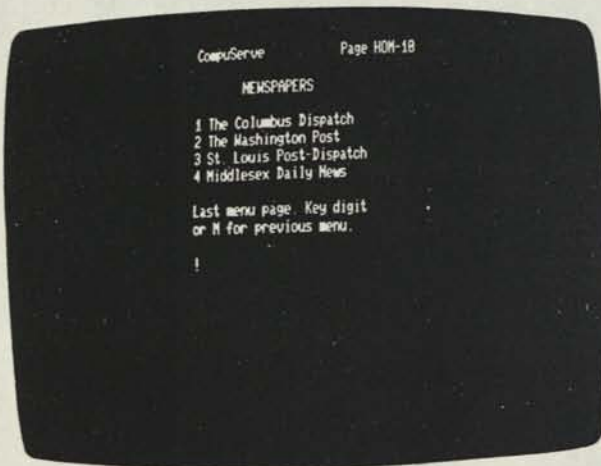 CompuServe Page HOM-10
NEWSPAPERS
1 The Columbus Dispatch
2 The Washington Post
3 St. Louis Post-Dispatch
4 Middlesex Daily News
Last menu page. Key digit
or M for previous menu.
!